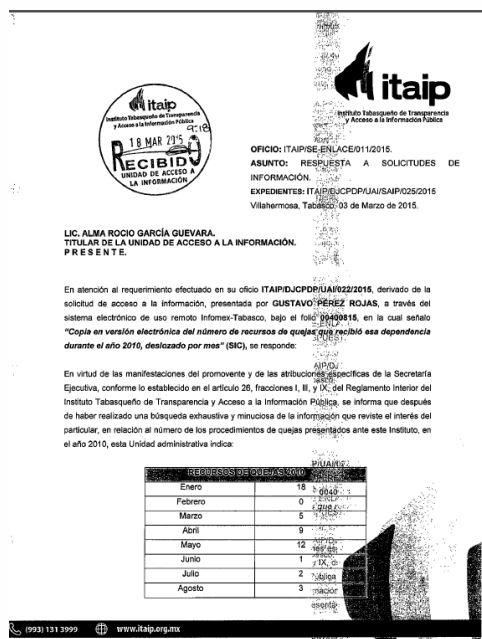 itaip
Instituto Tabasqueño de Transparencia
y Acceso a la Información Pública
itaip
Instituto Tabasqueño de Transparencia
y Acceso a la Información Pública
9:18
18 MAR 2015
RECIBIDO
UNIDAD DE ACCESO A
LA INFORMACIÓN
OFICIO: ITAIP/SE-ENLACE/011/2015.
ASUNTO: RESPUESTA A SOLICITUDES DE
INFORMACIÓN.
EXPEDIENTES: ITAIP/DJCPDP/UAI/SAIP/025/2015
Villahermosa, Tabasco, 03 de Marzo de 2015.
LIC. ALMA ROCIO GARCÍA GUEVARA.
TITULAR DE LA UNIDAD DE ACCESO A LA INFORMACIÓN.
P R E S E N T E.
En atención al requerimiento efectuado en su oficio ITAIP/DJCPDP/UAI/022/2015, derivado de la
solicitud de acceso a la información, presentada por GUSTAVO PÉREZ ROJAS, a través del
sistema electrónico de uso remoto Infomex-Tabasco, bajo el folio 00400815, en la cual señalo
"Copia en versión electrónica del número de recursos de quejas que recibió esa dependencia
durante el año 2010, deslozado por mes" (SIC), se responde:
En virtud de las manifestaciones del promovente y de las atribuciones específicas de la Secretaría
Ejecutiva, conforme lo establecido en el artículo 26, fracciones I, III, y IX, del Reglamento Interior del
Instituto Tabasqueño de Transparencia y Acceso a la Información Pública, se informa que después
de haber realizado una búsqueda exhaustiva y minuciosa de la información que reviste el interés del
particular, en relación al número de los procedimientos de quejas presentados ante este Instituto, en
el año 2010, esta Unidad administrativa indica:
RECURSOS DE QUEJAS 2010
Enero 18
Febrero 0
Marzo 5
Abril 9
Mayo 12
Junio 1
Julio 2
Agosto 3
(993) 131 3999 www.itaip.org.mx